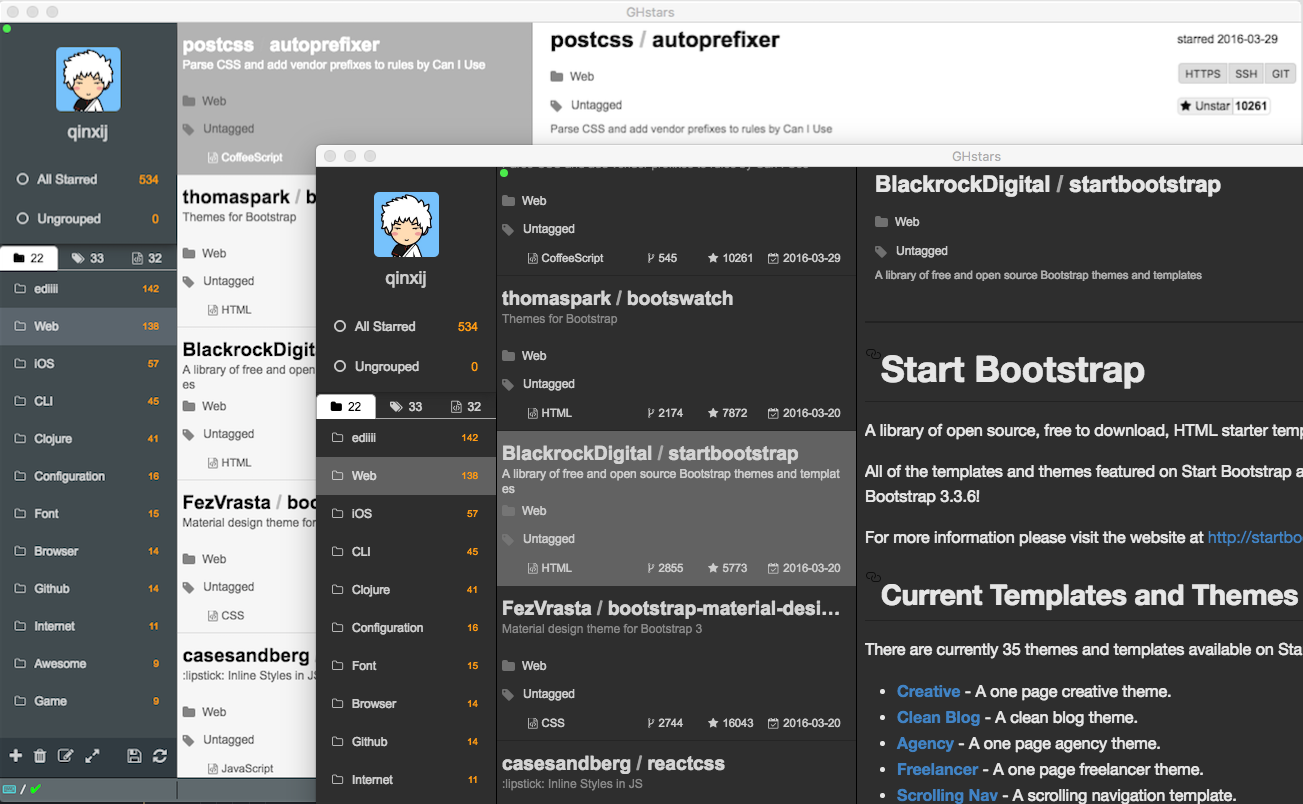 GHstars
qinxij
All Starred 534
Ungrouped 0
22 33 32
ediiii 142
Web 138
iOS 57
CLI 45
Clojure 41
Configuration 16
Font 15
Browser 14
Github 14
Internet 11
Awesome 9
Game 9
/
postcss autoprefixer
Parse CSS and add vendor prefixes to rules by Can I Use
Web
Untagged
CoffeeScript
thomaspark / b
Themes for Bootstrap
Web
Untagged
HTML
BlackrockDigit
A library of free and open
es
Web
Untagged
HTML
FezVrasta / boo
Material design theme for
Web
Untagged
CSS
casesandberg
:lipstick: Inline Styles in JS
Web
Untagged
JavaScript
postcss / autoprefixer
starred 2016-03-29
Web
HTTPS SSH GIT
Untagged
Unstar 10261
Parse CSS and add vendor prefixes to rules by Can I Use
GHstars
qinxij
All Starred 534
Ungrouped 0
22 33 32
ediiii 142
Web 138
iOS 57
CLI 45
Clojure 41
Configuration 16
Font 15
Browser 14
Github 14
Internet 11
Parse CSS and add vendor prefixes to rules by Can I Use
Web
Untagged
CoffeeScript 545 10261 2016-03-29
thomaspark / bootswatch
Themes for Bootstrap
Web
Untagged
HTML 2174 7872 2016-03-20
BlackrockDigital / startbootstrap
A library of free and open source Bootstrap themes and templat
es
Web
Untagged
HTML 2855 5773 2016-03-20
FezVrasta / bootstrap-material-desi...
Material design theme for Bootstrap 3
Web
Untagged
CSS 2744 16043 2016-03-20
casesandberg / reactcss
:lipstick: Inline Styles in JS
BlackrockDigital / startbootstrap
Web
Untagged
A library of free and open source Bootstrap themes and templates
Start Bootstrap
A library of open source, free to download, HTML starter temp
All of the templates and themes featured on Start Bootstrap a
Bootstrap 3.3.6!
For more information please visit the website at http://startbo
Current Templates and Themes
There are currently 35 themes and templates available on Sta
• Creative - A one page creative theme.
• Clean Blog - A clean blog theme.
• Agency - A one page agency theme.
• Freelancer - A one page freelancer theme.
• Scrolling Nav - A scrolling navigation template.